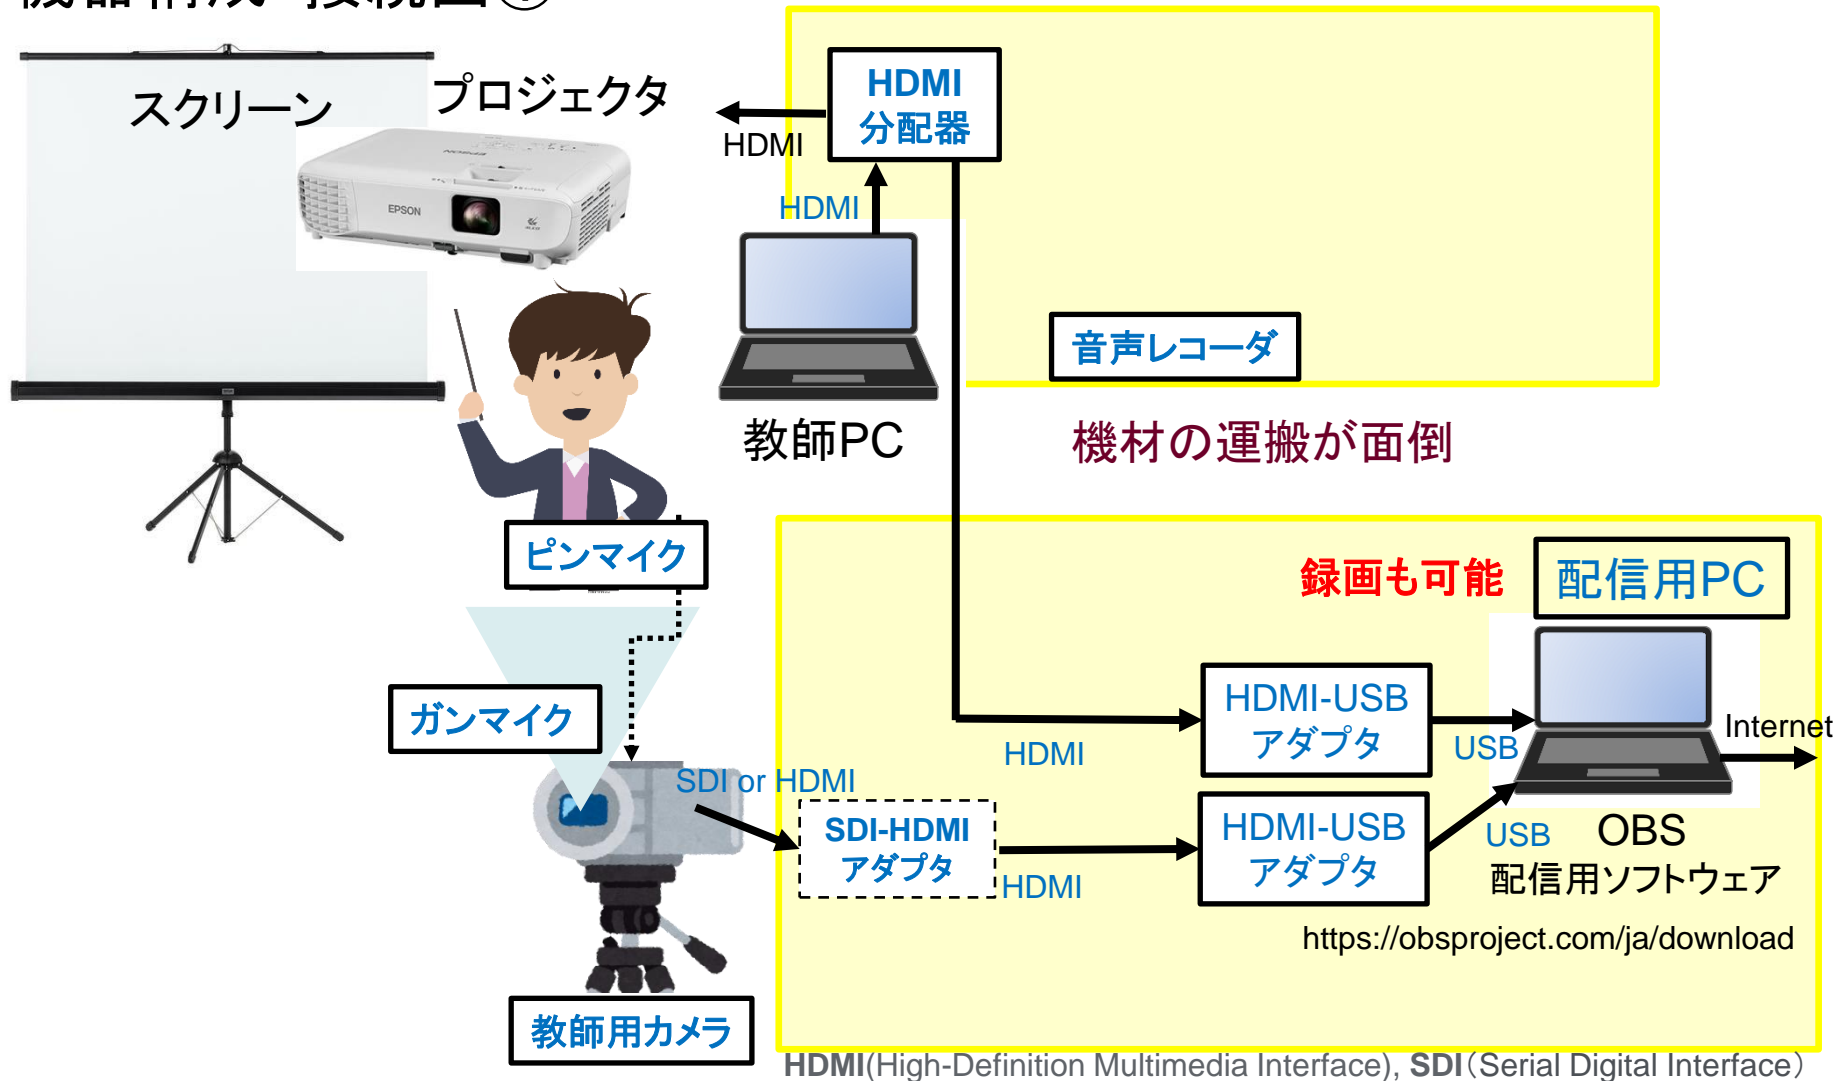 スクリーン
プロジェクタ
EPSON
HDMI
分配器
HDMI
HDMI
音声レコーダ
教師PC
機材の運搬が面倒
ピンマイク
録画も可能
配信用PC
ガンマイク
HDMI-USB
アダプタ
HDMI
USB
Internet
SDI or HDMI
SDI-HDMI
アダプタ
HDMI
HDMI-USB
アダプタ
USB
OBS
配信用ソフトウェア
https://obsproject.com/ja/download
教師用カメラ
HDMI(High-Definition Multimedia Interface), SDI(Serial Digital Interface)